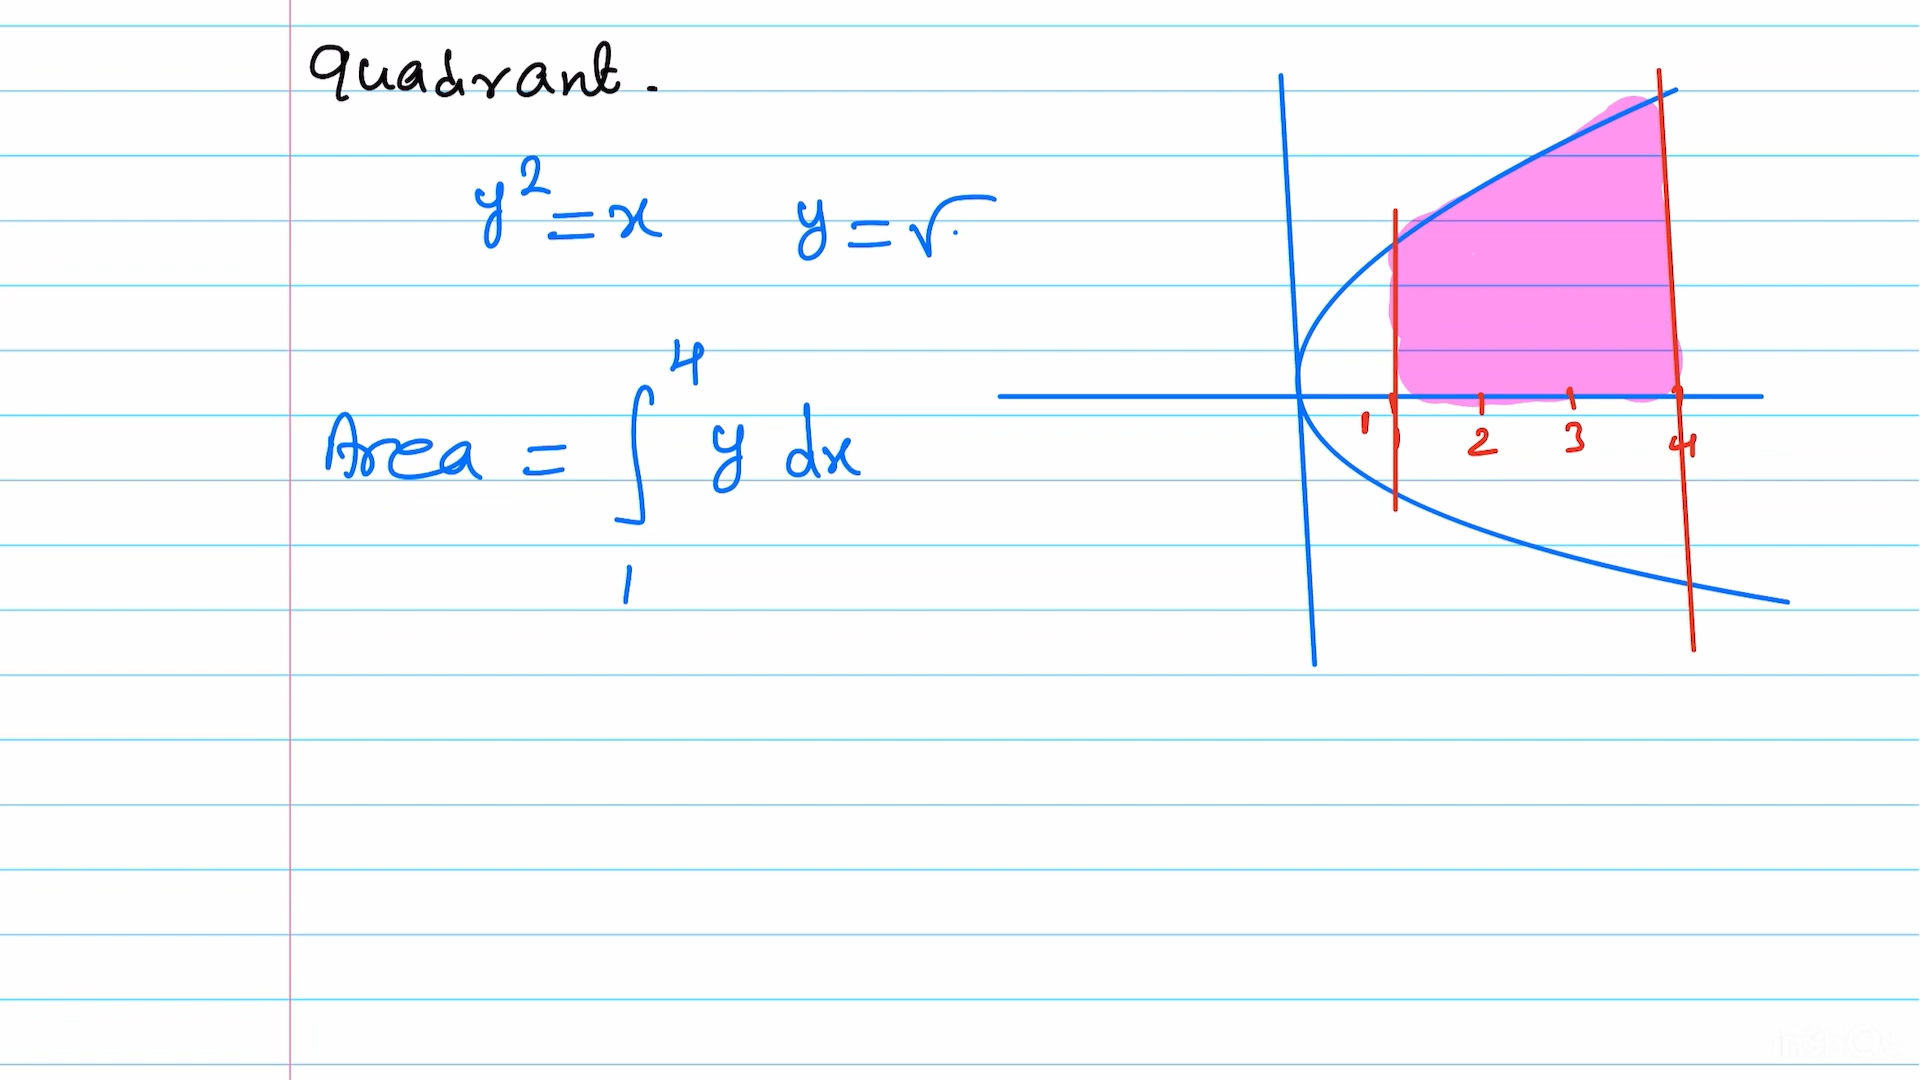 quadrant.
y² = x y = √
Area = ∫₁⁴ y dx
1 2 3 4